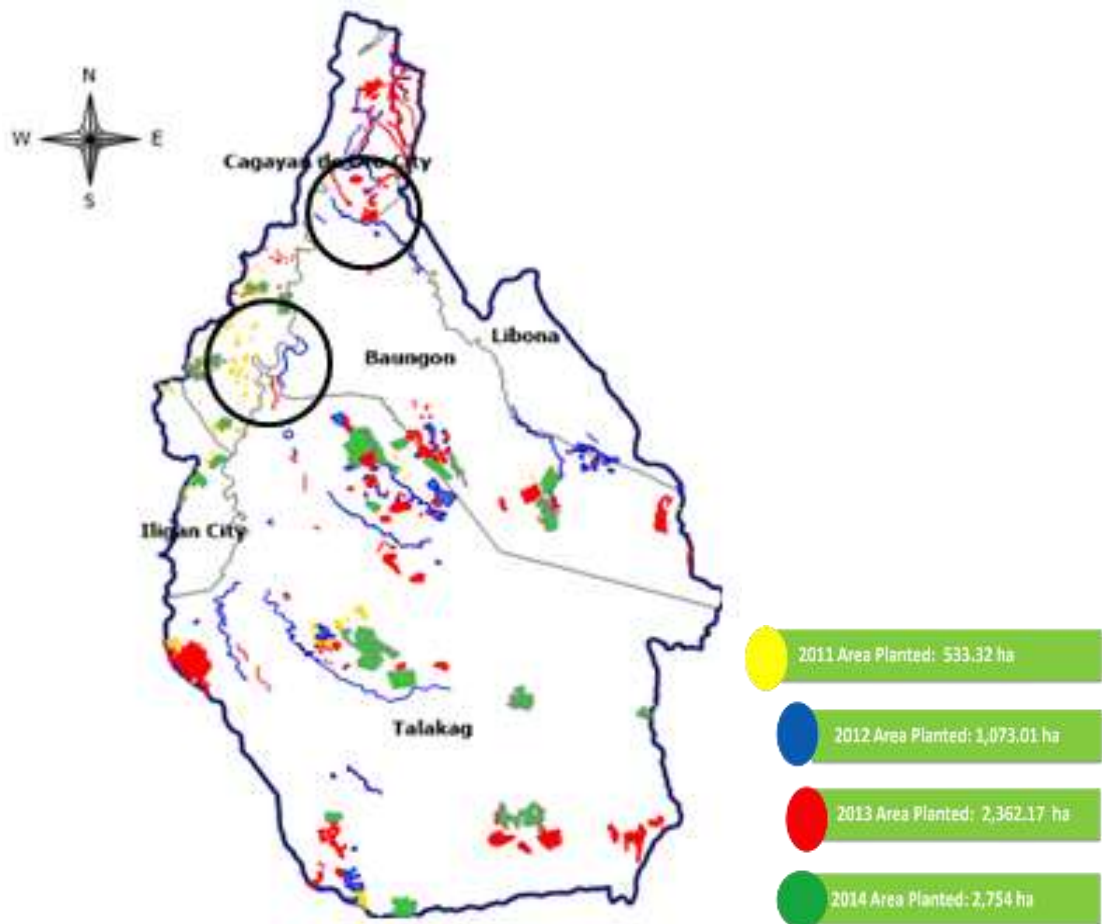 N
W E
S
Cagayan de Oro City
Libona
Baungon
Iligan City
Talakag
2011 Area Planted: 533.32 ha
2012 Area Planted: 1,073.01 ha
2013 Area Planted: 2,362.17 ha
2014 Area Planted: 2,754 ha